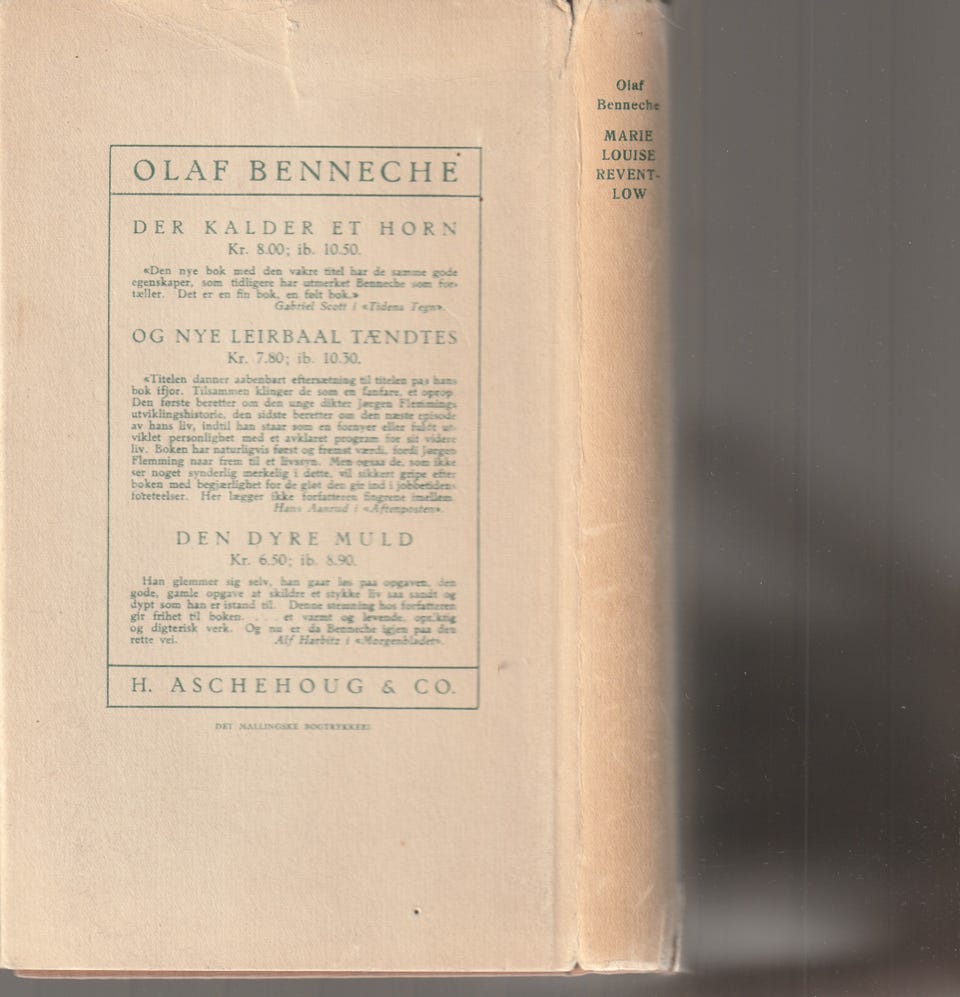 OLAF BENNECHE
DER KALDER ET HORN
Kr. 8.00; ib. 10.50.
«Den nye bok med den vakre titel har de samme gode
egenskaper, som tidligere har utmerket Benneche som for-
tæller. Det er en fin bok, en følt bok.»
Gabriel Scott i «Tidens Tegn».
OG NYE LEIRBAAL TÆNDTES
Kr. 7.80; ib. 10.30.
«Titelen danner aabenbart eftersætning til titelen paa hans
bok ifjor. Tilsammen klinger de som en fanfare, et oprop.
Den første beretter om den unge dikter Jørgen Flemmings
utviklingshistorie, den sidste beretter om den næste episode
av hans liv, indtil han staar som en fornyer eller fuldt ut-
viklet personlighet med et avklaret program for sit videre
liv. Boken har naturligvis først og fremst værdi, fordi Jørgen
Flemming naar frem til et livssyn. Men ogsaa de, som ikke
ser noget synderlig merkelig i dette, vil sikkert gripe efter
boken med begjærlighet for de gløt den gir ind i jobbetidens
foreteelser. Her lægger ikke forfatteren fingrene imellem.
Hans Aanrud i «Aftenposten».
DEN DYRE MULD
Kr. 6.50; ib. 8.90.
Han glemmer sig selv, han gaar løs paa opgaven, den
gode, gamle opgave at skildre et stykke liv saa sandt og
dypt som han er istand til. Denne stemning hos forfatteren
gir frihet til boken. . . . et varmt og levende,
og digterisk verk. Og nu er da Benneche igjen paa den
rette vei. Alf Harbitz i «Morgenbladet».
H. ASCHEHOUG & CO.
DET MALLINGSKE BOGTRYKKERI
Olaf
Benneche
MARIE
LOUISE
REVENT-
LOW